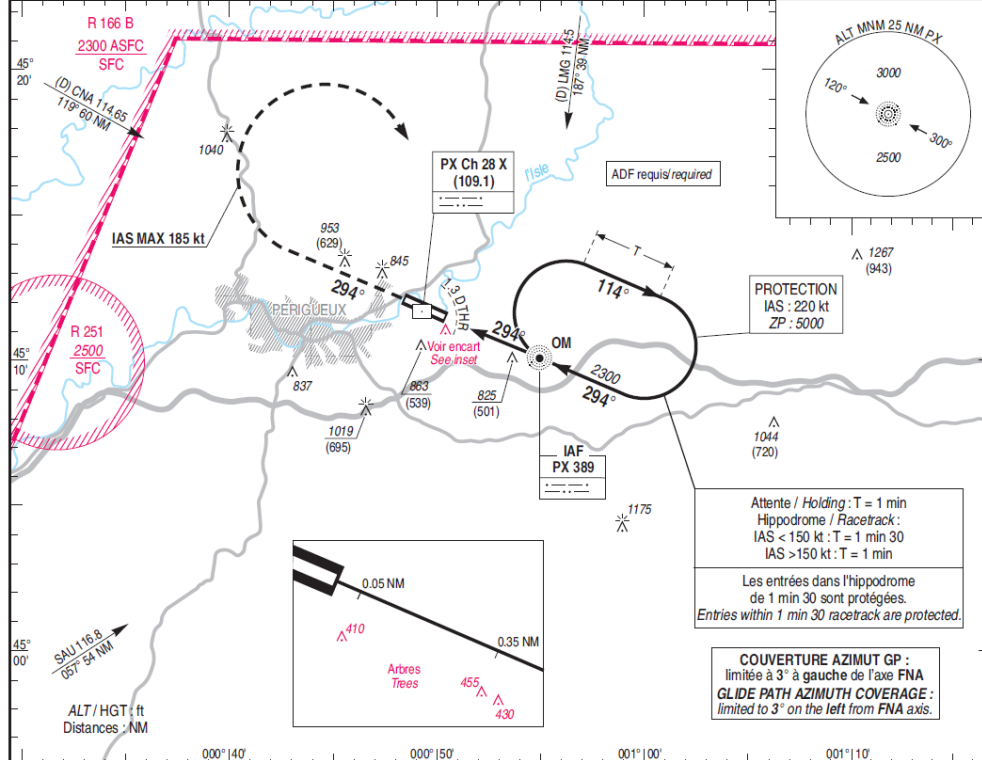 R 166 B
2300 ASFC
SFC
45°
20'
(D) CNA 114.65
119° 60 NM
1040
(D) LMG 114.5
187° 39 NM
l'Isle
ALT MNM 25 NM PX
3000
120°
300°
2500
PX Ch 28 X
(109.1)
ADF requis/required
IAS MAX 185 kt
953
(629)
845
294°
T
114°
1267
(943)
PROTECTION
IAS : 220 kt
ZP : 5000
PÉRIGUEUX
1.3 DTHR
294°
OM
R 251
2500
SFC
45°
10'
Voir encart
See inset
2300
294°
837
863
(539)
825
(501)
1019
(695)
1044
(720)
IAF
PX 389
1175
Attente / Holding : T = 1 min
Hippodrome / Racetrack :
IAS < 150 kt : T = 1 min 30
IAS >150 kt : T = 1 min
Les entrées dans l'hippodrome
de 1 min 30 sont protégées.
Entries within 1 min 30 racetrack are protected.
0.05 NM
410
0.35 NM
Arbres
Trees
455
430
45°
00'
SAU 116.8
057° 54 NM
COUVERTURE AZIMUT GP :
limitée à 3° à gauche de l'axe FNA
GLIDE PATH AZIMUTH COVERAGE :
limited to 3° on the left from FNA axis.
ALT / HGT : ft
Distances : NM
000° 40'
000° 50'
001° 00'
001° 10'